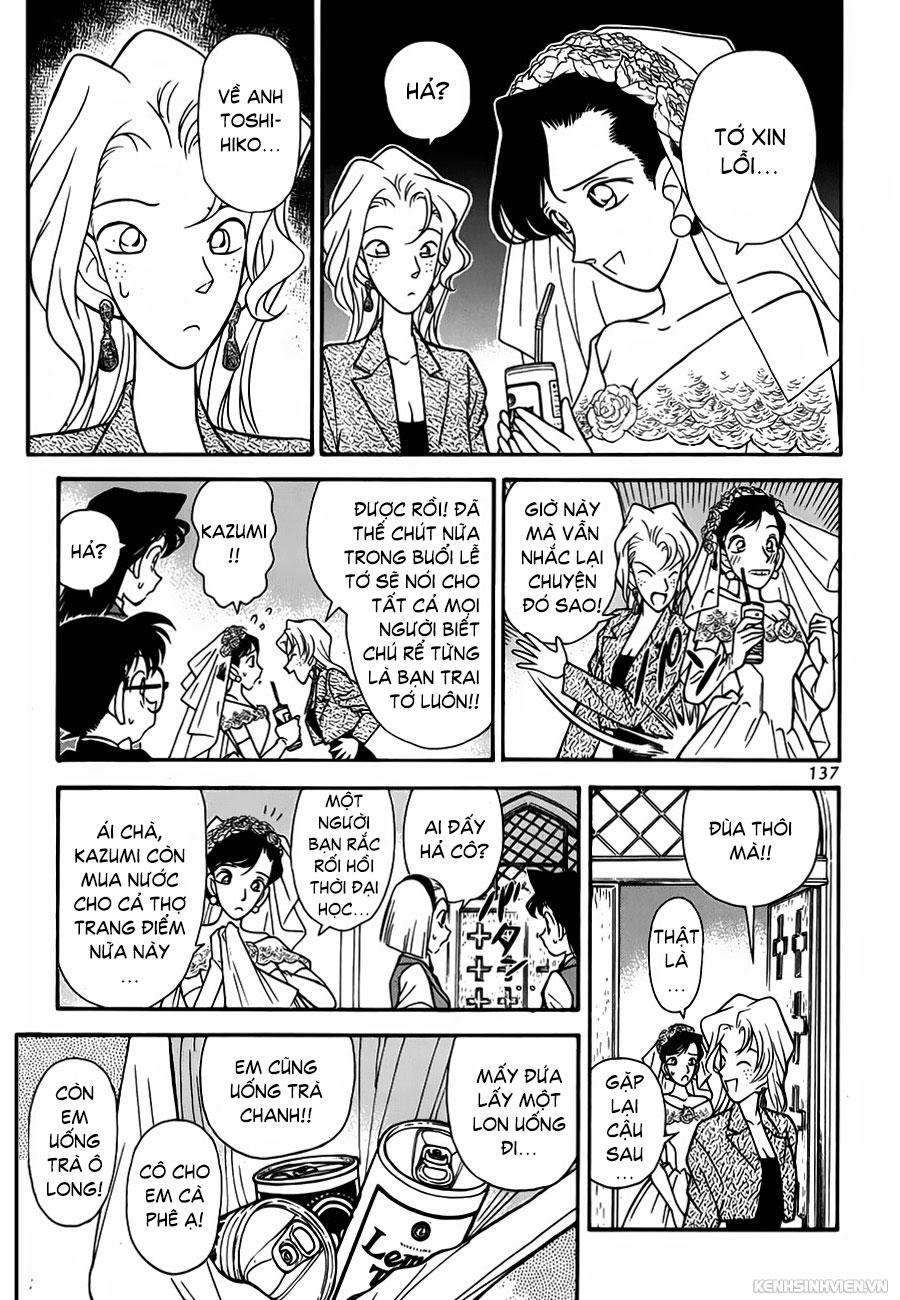 TỚ XIN
LỖI...
HẢ?
VỀ ANH
TOSHI-
HIKO...
GIỜ NÀY
MÀ VẪN
NHẮC LẠI
CHUYỆN
ĐÓ SAO!
バン
ĐƯỢC RỒI! ĐÃ
THẾ CHÚT NỮA
TRONG BUỔI LỄ
TỚ SẼ NÓI CHO
TẤT CẢ MỌI
NGƯỜI BIẾT
CHÚ RỂ TỪNG
LÀ BẠN TRAI
TỚ LUÔN!!
KAZUMI
!!
HẢ?
137
ĐÙA THÔI
MÀ!!
THẬT
LÀ
...
GẶP
LẠI
CẬU
SAU
...
AI ĐẤY
HẢ CÔ?
バタン
MỘT
NGƯỜI
BẠN RẮC
RỐI HỒI
THỜI ĐẠI
HỌC...
ÁI CHÀ,
KAZUMI CÒN
MUA NƯỚC
CHO CẢ THỢ
TRANG ĐIỂM
NỮA NÀY
...
MẤY ĐỨA
LẤY MỘT
LON UỐNG
ĐI...
EM CŨNG
UỐNG TRÀ
CHANH!!
CÔ CHO
EM CÀ
PHÊ Ạ!
CÒN
EM
UỐNG
TRÀ Ô
LONG!
KENHSINHVIEN.VN